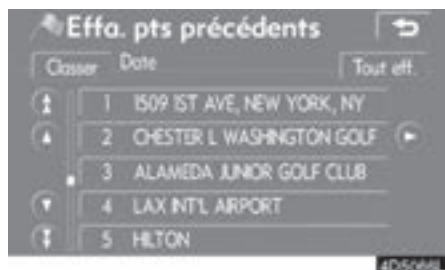 Effa. pts précédents
Classer Date Tout eff.
1 1509 1ST AVE, NEW YORK, NY
2 CHESTER L WASHINGTON GOLF
3 ALAMEDA JUNIOR GOLF CLUB
4 LAX INT'L AIRPORT
5 HILTON